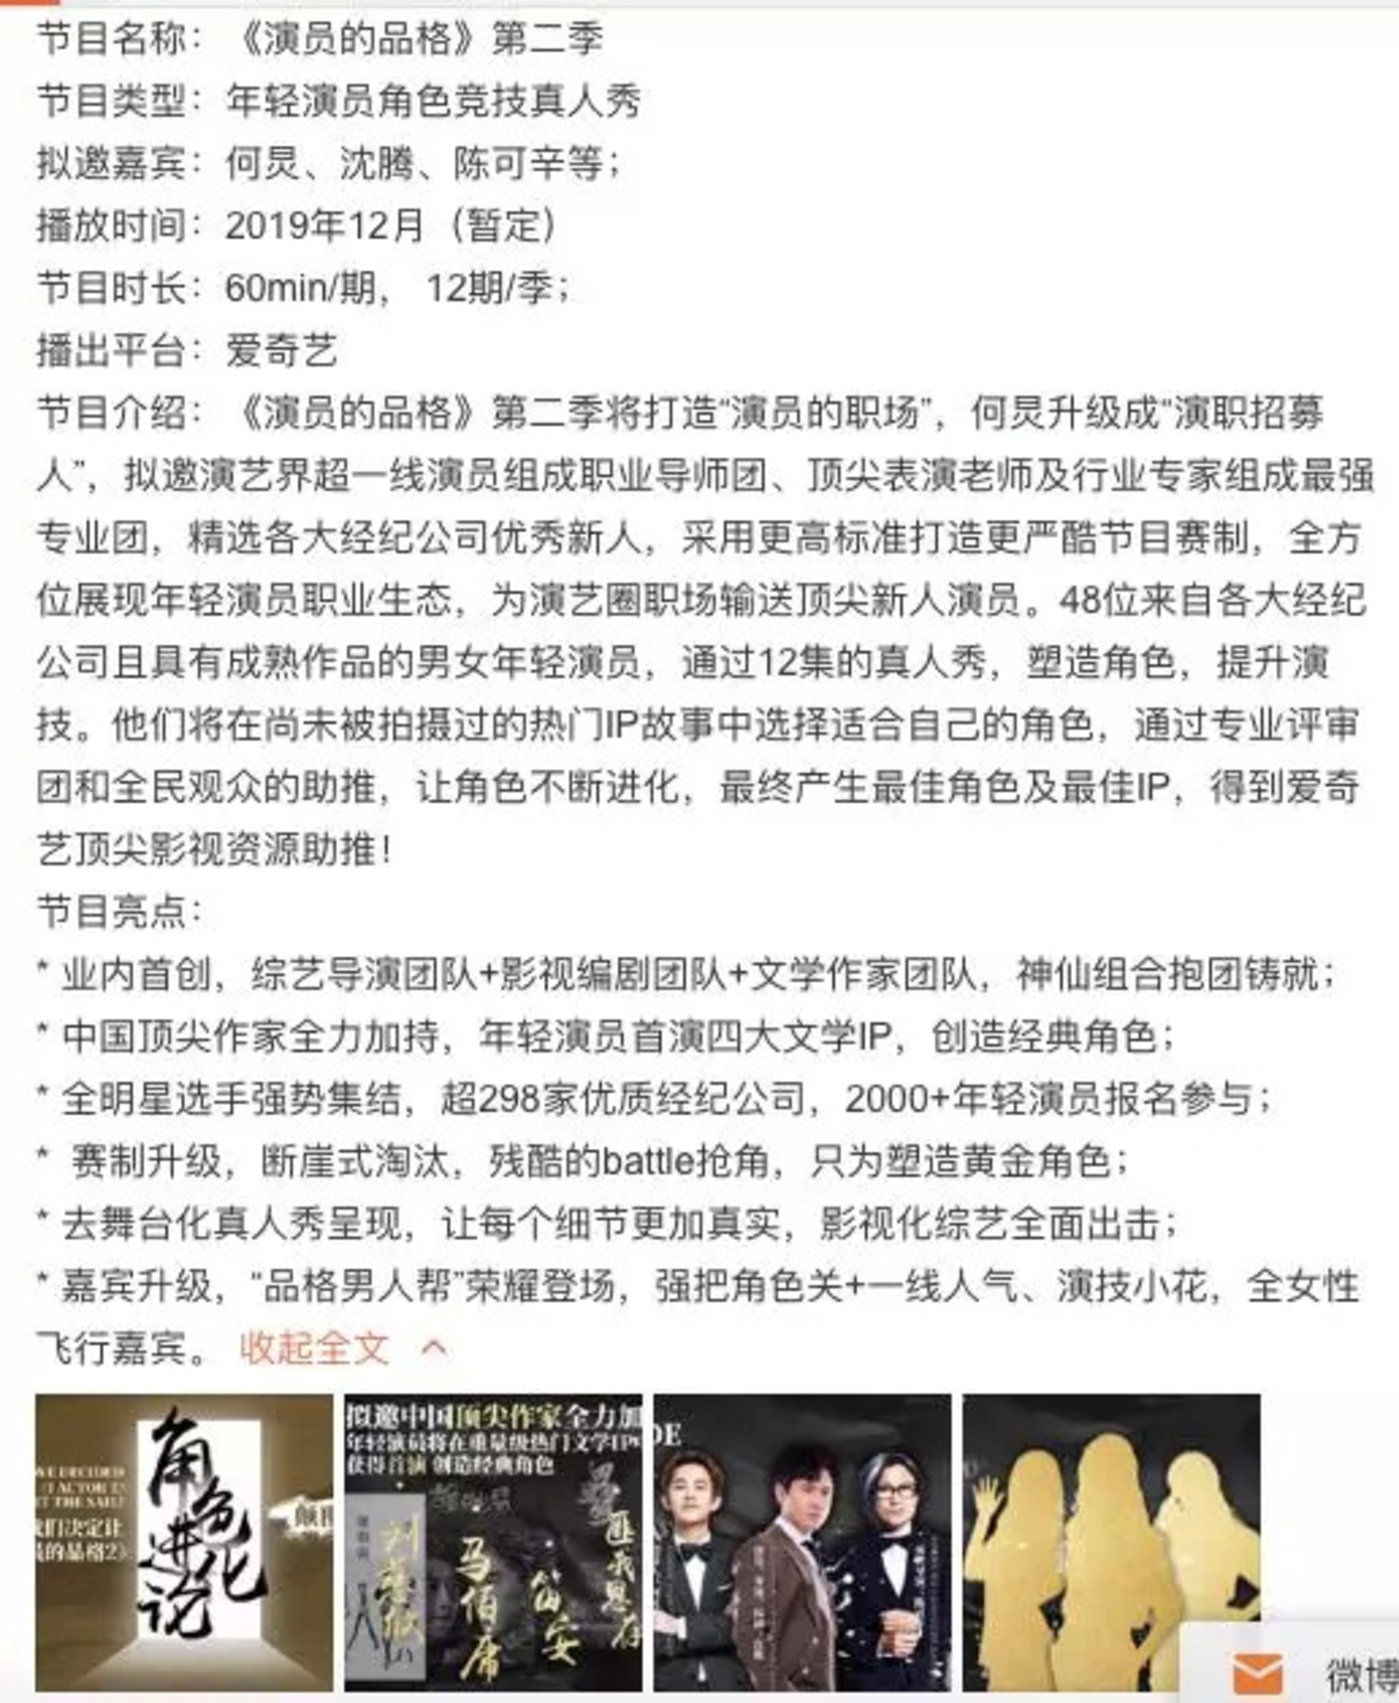 节目名称：《演员的品格》第二季
节目类型：年轻演员角色竞技真人秀
拟邀嘉宾：何炅、沈腾、陈可辛等；
播放时间：2019年12月（暂定）
节目时长：60min/期， 12期/季；
播出平台：爱奇艺
节目介绍：《演员的品格》第二季将打造“演员的职场”，何炅升级成“演职招募
人”，拟邀演艺界超一线演员组成职业导师团、顶尖表演老师及行业专家组成最强
专业团，精选各大经纪公司优秀新人，采用更高标准打造更严酷节目赛制，全方
位展现年轻演员职业生态，为演艺圈职场输送顶尖新人演员。48位来自各大经纪
公司且具有成熟作品的男女年轻演员，通过12集的真人秀，塑造角色，提升演
技。他们将在尚未被拍摄过的热门IP故事中选择适合自己的角色，通过专业评审
团和全民观众的助推，让角色不断进化，最终产生最佳角色及最佳IP，得到爱奇
艺顶尖影视资源助推！
节目亮点：
* 业内首创，综艺导演团队+影视编剧团队+文学作家团队，神仙组合抱团铸就；
* 中国顶尖作家全力加持，年轻演员首演四大文学IP，创造经典角色；
* 全明星选手强势集结，超298家优质经纪公司，2000+年轻演员报名参与；
* 赛制升级，断崖式淘汰，残酷的battle抢角，只为塑造黄金角色；
* 去舞台化真人秀呈现，让每个细节更加真实，影视化综艺全面出击；
* 嘉宾升级，“品格男人帮”荣耀登场，强把角色关+一线人气、演技小花，全女性
飞行嘉宾。 收起全文
角色进化论
WE DECIDED
ACTOR
THE SAIL
我们决定让
的品格2》
拟邀中国顶尖作家全力加
年轻演员将在重量级热门文学IP
获得首演 创造经典角色
马伯庸
笛安
匪我思存
DE
微博